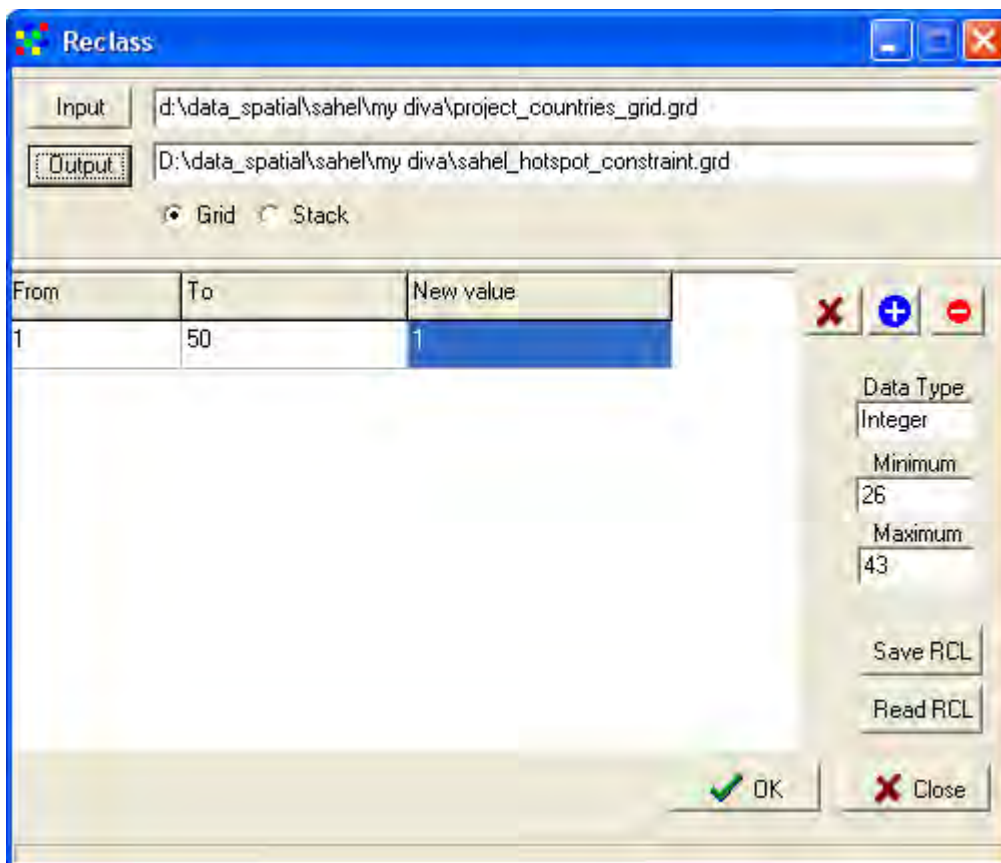 Reclass
Input d:\data_spatial\sahel\my diva\project_countries_grid.grd
Output D:\data_spatial\sahel\my diva\sahel_hotspot_constraint.grd
Grid Stack
From To New value
1 50 1
Data Type
Integer
Minimum
26
Maximum
43
Save RCL
Read RCL
OK Close